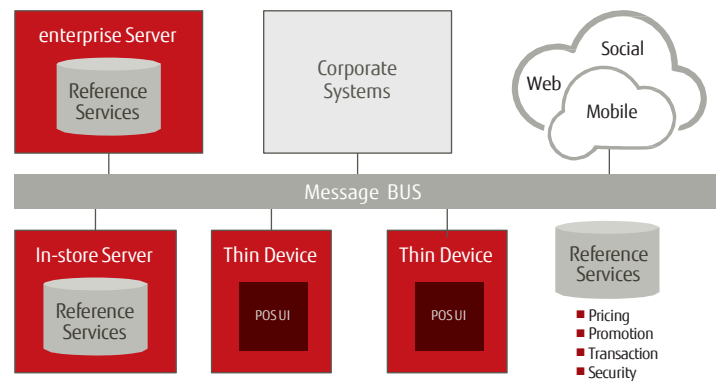 enterprise Server
Reference
Services
Corporate
Systems
Social
Web
Mobile
Message BUS
In-store Server
Reference
Services
Thin Device
POS UI
Thin Device
POS UI
Reference
Services
Pricing
Promotion
Transaction
Security